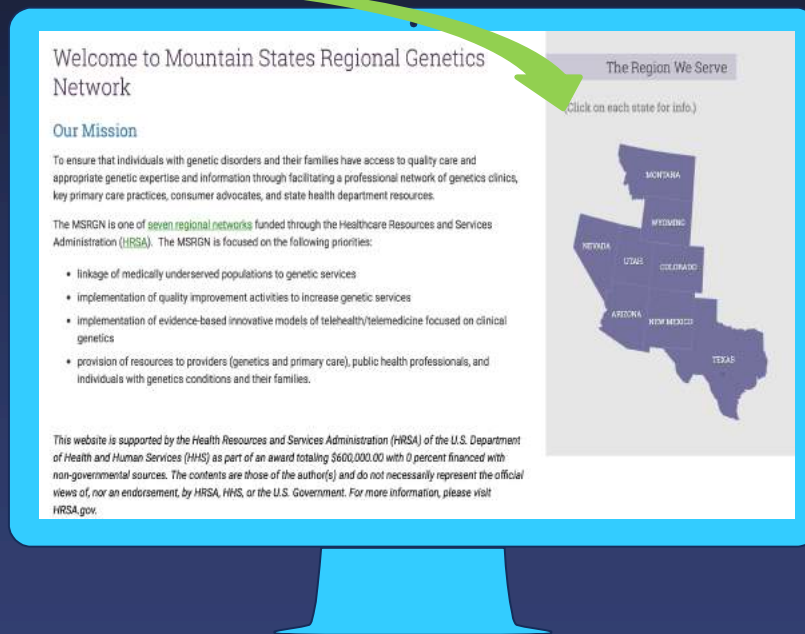 Welcome to Mountain States Regional Genetics
Network
Our Mission
To ensure that individuals with genetic disorders and their families have access to quality care and
appropriate genetic expertise and information through facilitating a professional network of genetics clinics,
key primary care practices, consumer advocates, and state health department resources.
The MSRGN is one of seven regional networks funded through the Healthcare Resources and Services
Administration (HRSA). The MSRGN is focused on the following priorities:
• linkage of medically underserved populations to genetic services
• implementation of quality improvement activities to increase genetic services
• implementation of evidence-based innovative models of telehealth/telemedicine focused on clinical
genetics
• provision of resources to providers (genetics and primary care), public health professionals, and
individuals with genetics conditions and their families.
This website is supported by the Health Resources and Services Administration (HRSA) of the U.S. Department
of Health and Human Services (HHS) as part of an award totaling $600,000.00 with 0 percent financed with
non-governmental sources. The contents are those of the author(s) and do not necessarily represent the official
views of, nor an endorsement, by HRSA, HHS, or the U.S. Government. For more information, please visit
HRSA.gov.
The Region We Serve
(Click on each state for info.)
MONTANA
WYOMING
NEVADA
UTAH
COLORADO
ARIZONA
NEW MEXICO
TEXAS